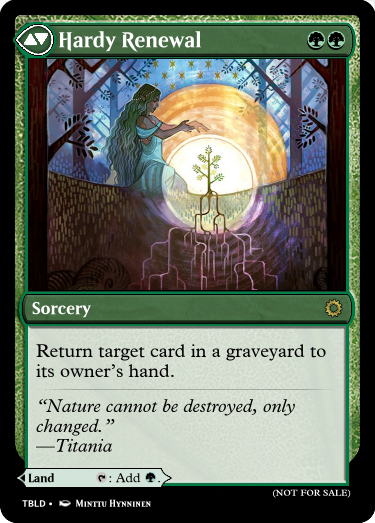 Hardy Renewal
Sorcery
Return target card in a graveyard to
its owner's hand.
“Nature cannot be destroyed, only
changed.”
—Titania
Land : Add .
(NOT FOR SALE)
TBLD • Minttu Hynninen